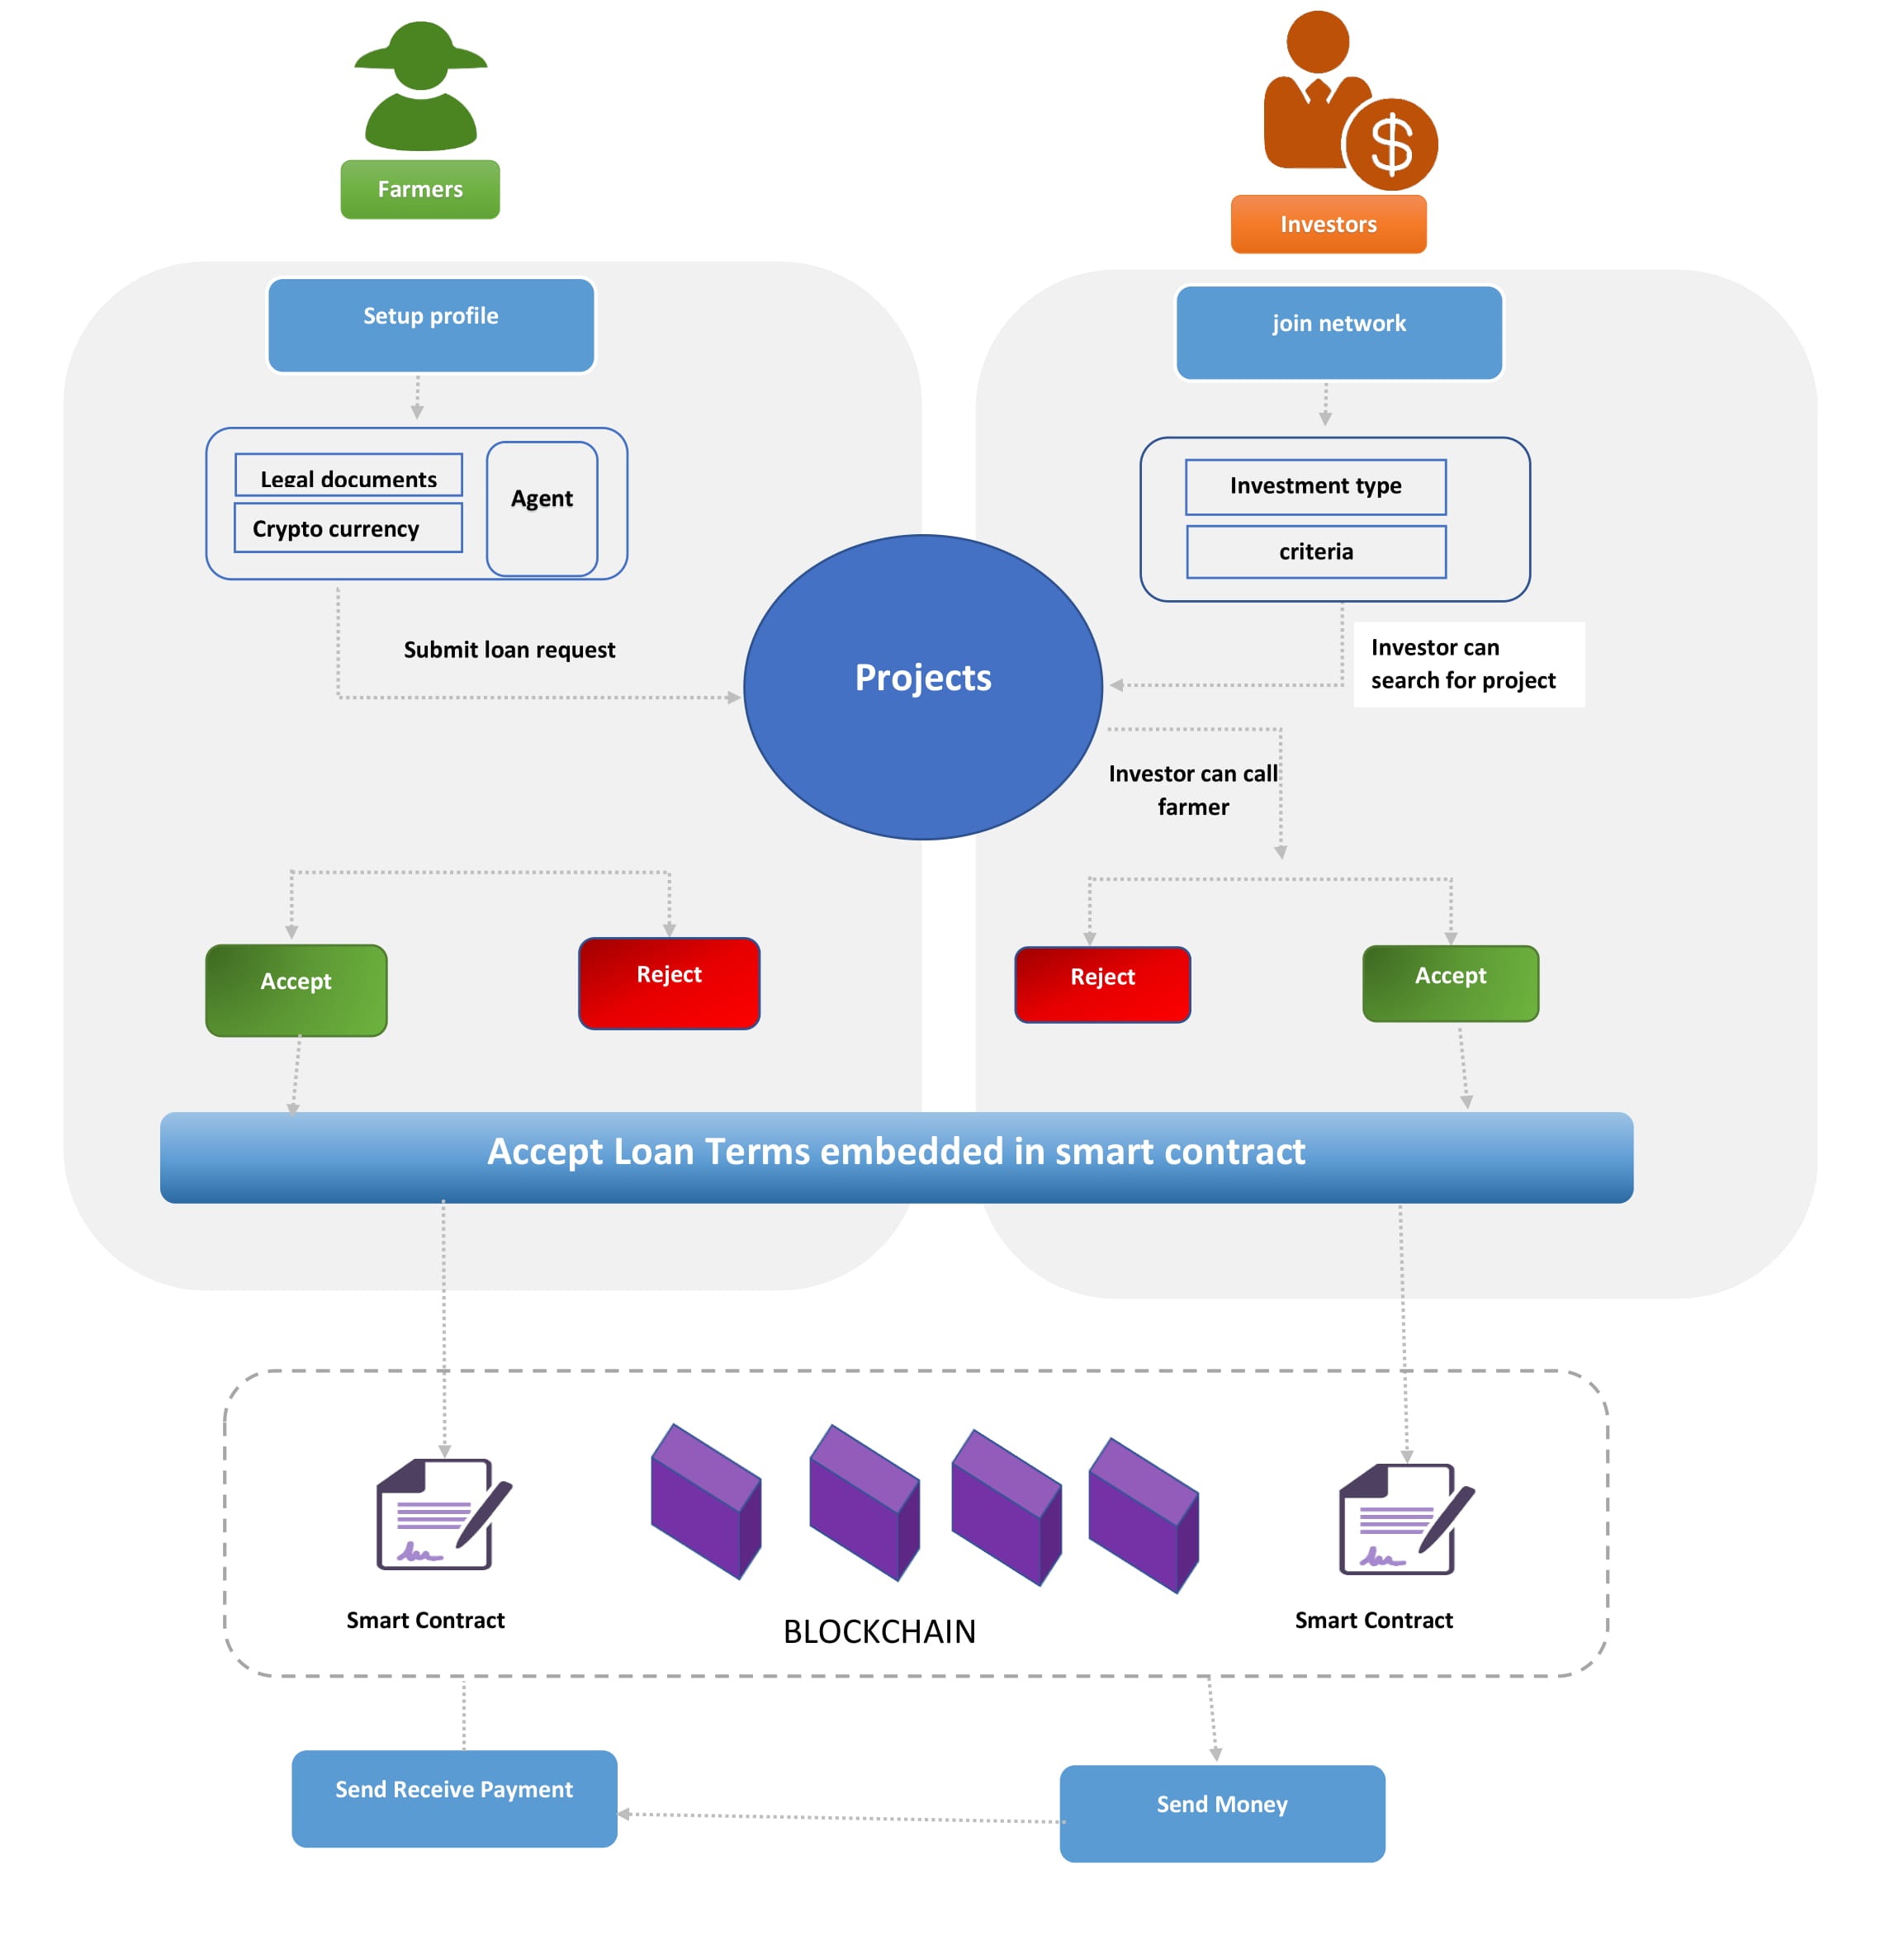 Farmers
$
Investors
Setup profile
join network
Legal documents
Crypto currency
Agent
Investment type
criteria
Submit loan request
Projects
Investor can
search for project
Investor can call
farmer
Accept
Reject
Reject
Accept
Accept Loan Terms embedded in smart contract
Smart Contract
BLOCKCHAIN
Smart Contract
Send Receive Payment
Send Money